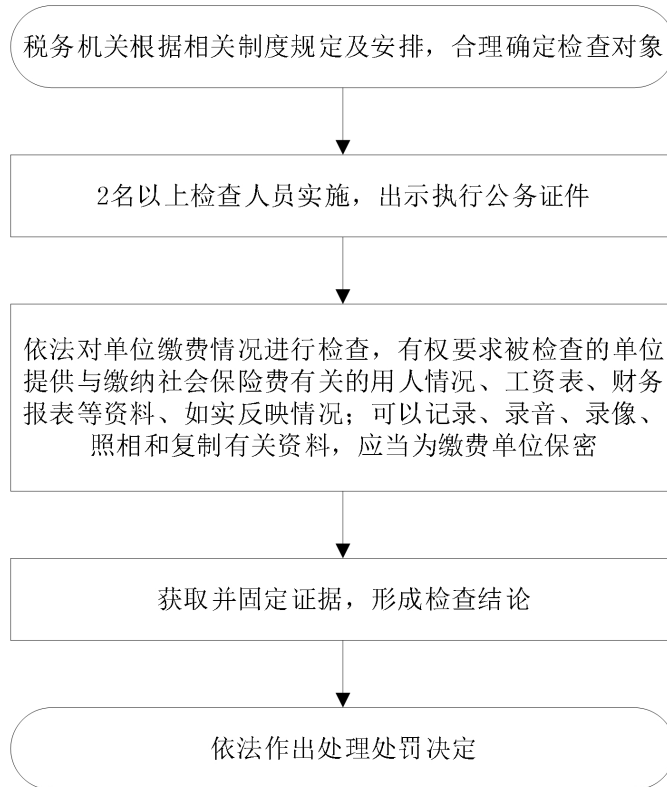 税务机关根据相关制度规定及安排，合理确定检查对象
2名以上检查人员实施，出示执行公务证件
依法对单位缴费情况进行检查，有权要求被检查的单位
提供与缴纳社会保险费有关的用人情况、工资表、财务
报表等资料、如实反映情况；可以记录、录音、录像、
照相和复制有关资料，应当为缴费单位保密
获取并固定证据，形成检查结论
依法作出处理处罚决定